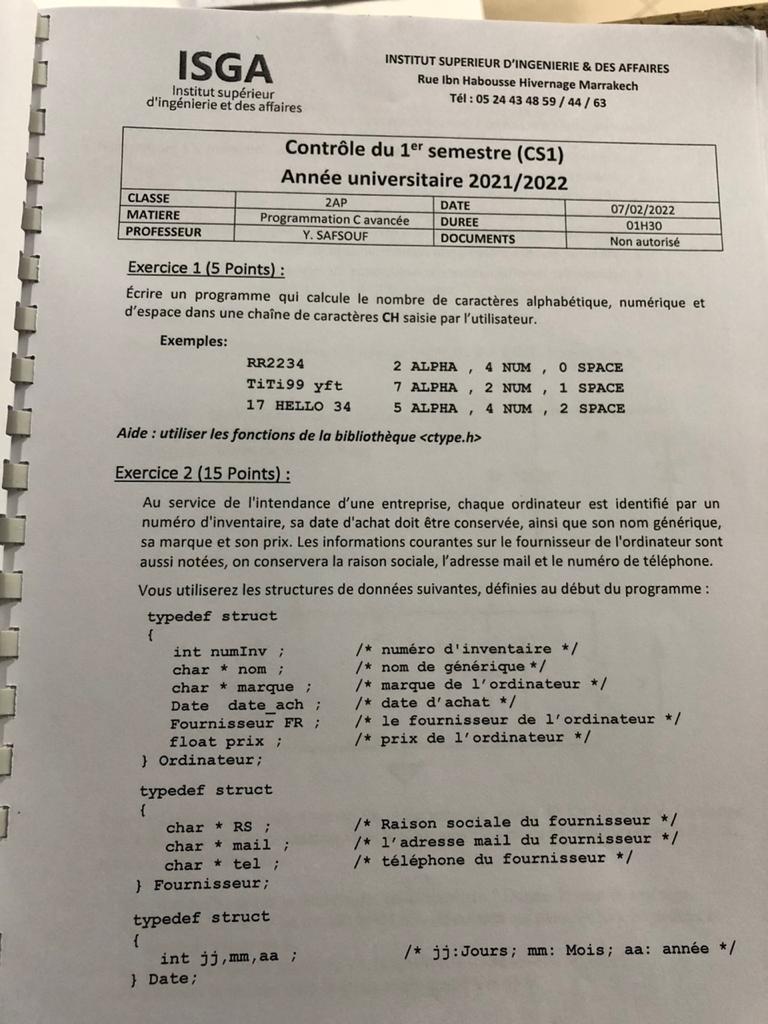 ISGA
Institut supérieur
d'ingénierie et des affaires
INSTITUT SUPERIEUR D'INGENIERIE & DES AFFAIRES
Rue Ibn Habousse Hivernage Marrakech
Tél : 05 24 43 48 59 / 44 / 63
Contrôle du 1er semestre (CS1)
Année universitaire 2021/2022
CLASSE 2AP DATE 07/02/2022
MATIERE Programmation C avancée DUREE 01H30
PROFESSEUR Y. SAFSOUF DOCUMENTS Non autorisé
Exercice 1 (5 Points) :
Écrire un programme qui calcule le nombre de caractères alphabétique, numérique et
d'espace dans une chaîne de caractères CH saisie par l'utilisateur.
Exemples:
RR2234 2 ALPHA , 4 NUM , 0 SPACE
TiTi99 yft 7 ALPHA , 2 NUM , 1 SPACE
17 HELLO 34 5 ALPHA , 4 NUM , 2 SPACE
Aide : utiliser les fonctions de la bibliothèque <ctype.h>
Exercice 2 (15 Points) :
Au service de l'intendance d'une entreprise, chaque ordinateur est identifié par un
numéro d'inventaire, sa date d'achat doit être conservée, ainsi que son nom générique,
sa marque et son prix. Les informations courantes sur le fournisseur de l'ordinateur sont
aussi notées, on conservera la raison sociale, l'adresse mail et le numéro de téléphone.
Vous utiliserez les structures de données suivantes, définies au début du programme :
typedef struct
{
int numInv ; /* numéro d'inventaire */
char * nom ; /* nom de générique */
char * marque ; /* marque de l'ordinateur */
Date date_ach ; /* date d'achat */
Fournisseur FR ; /* le fournisseur de l'ordinateur */
float prix ; /* prix de l'ordinateur */
} Ordinateur;
typedef struct
{
char * RS ; /* Raison sociale du fournisseur */
char * mail ; /* l'adresse mail du fournisseur */
char * tel ; /* téléphone du fournisseur */
} Fournisseur;
typedef struct
{
int jj,mm,aa ; /* jj:Jours; mm: Mois; aa: année */
} Date;